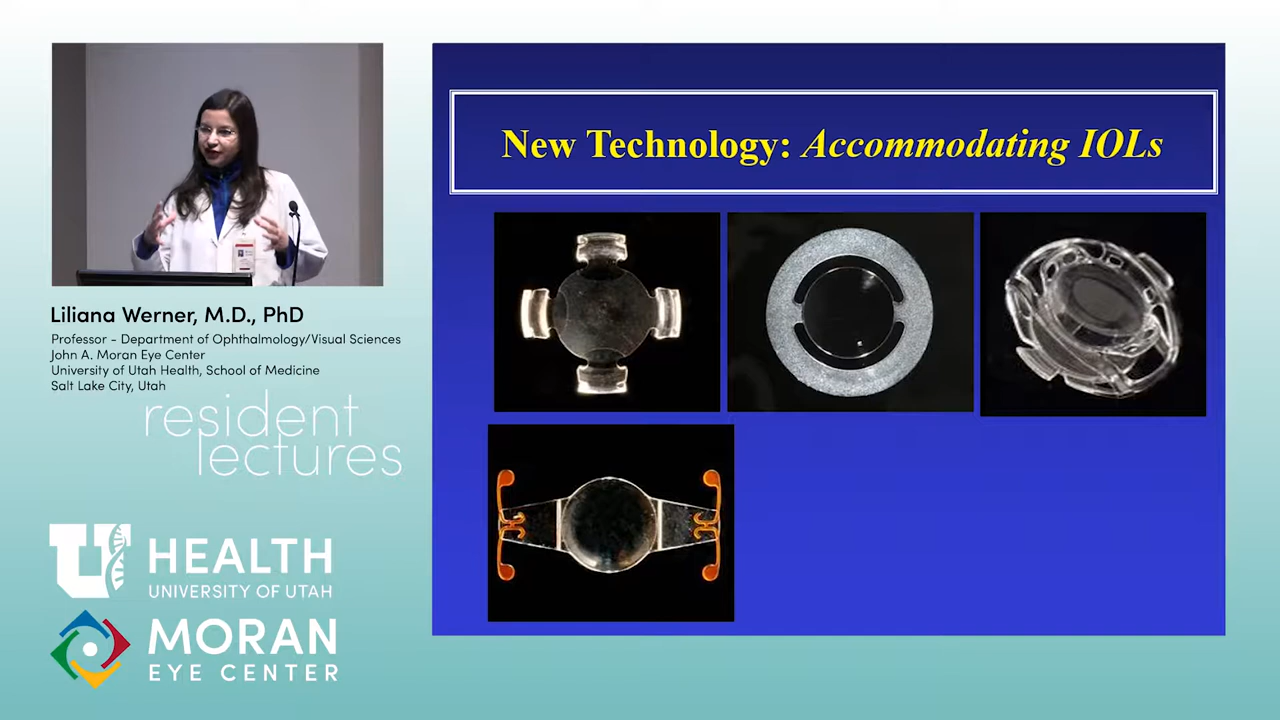 New Technology: Accommodating IOLs
Liliana Werner, M.D., PhD
Professor - Department of Ophthalmology/Visual Sciences
John A. Moran Eye Center
University of Utah Health, School of Medicine
Salt Lake City, Utah
resident
lectures
U HEALTH
UNIVERSITY OF UTAH
MORAN
EYE CENTER